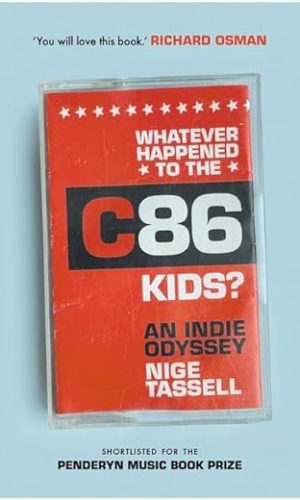 ‘You will love this book.’ RICHARD OSMAN
WHATEVER
HAPPENED
TO THE
C86
KIDS?
AN INDIE
ODYSSEY
NIGE
TASSELL
SHORTLISTED FOR THE
PENDERYN MUSIC BOOK PRIZE